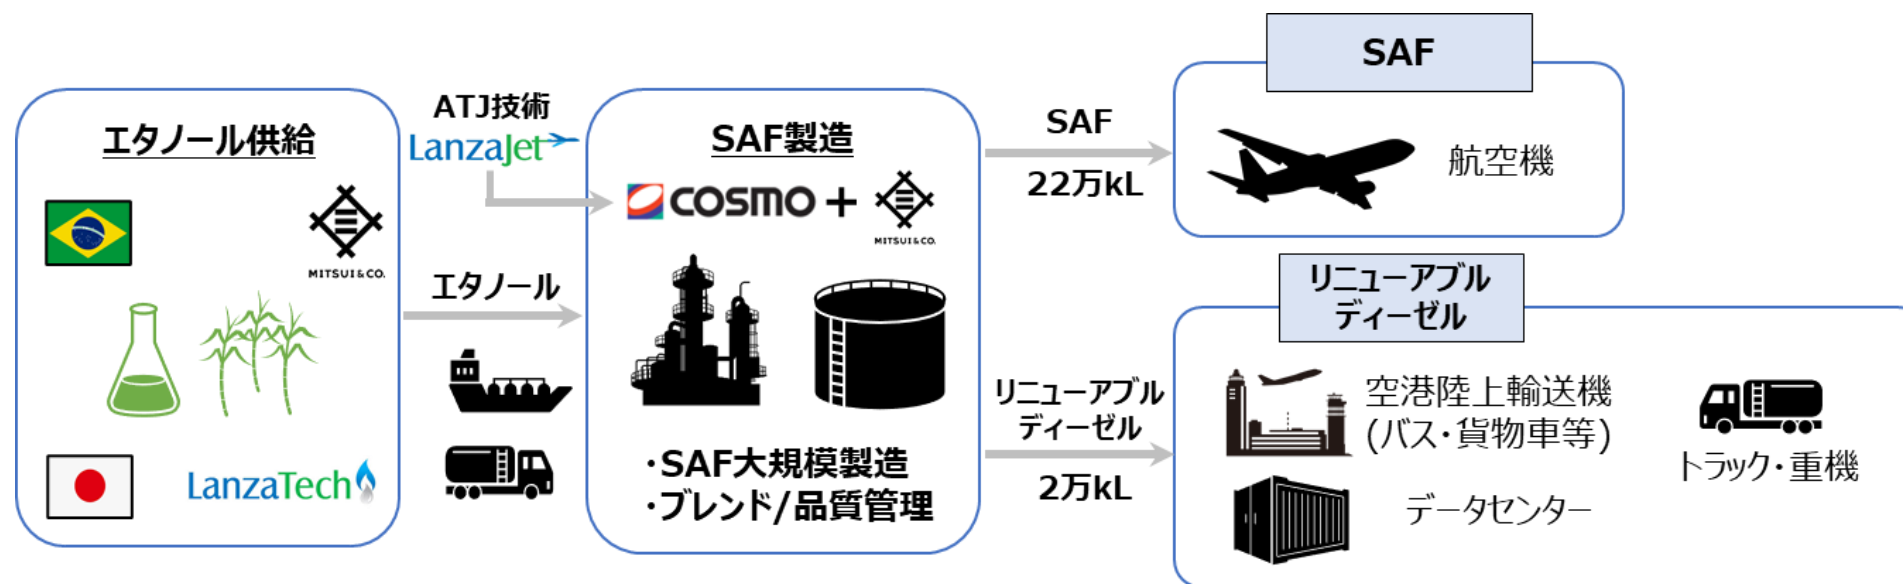 エタノール供給
MITSUI&CO.
LanzaTech
ATJ技術
LanzaJet
エタノール
SAF製造
COSMO +
MITSUI&CO.
・SAF大規模製造
・ブレンド/品質管理
SAF
22万kL
リニューアブル
ディーゼル
2万kL
SAF
航空機
リニューアブル
ディーゼル
空港陸上輸送機
(バス・貨物車等)
データセンター
トラック・重機